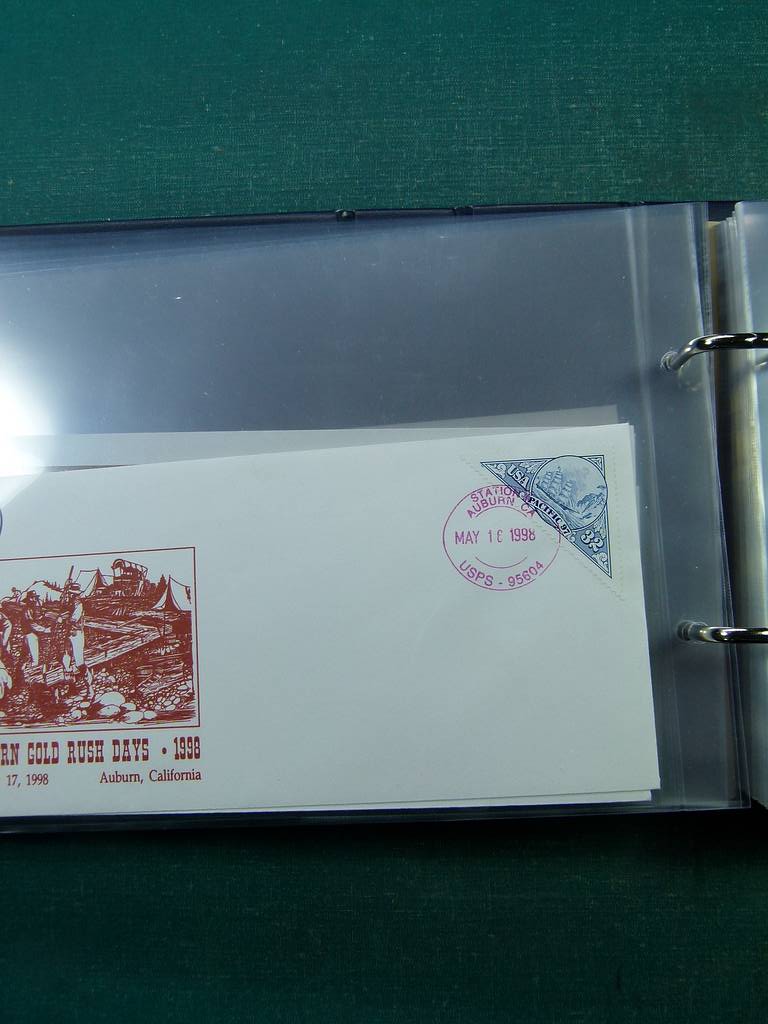 USA
PACIFIC 97
32
STATION
AUBURN CA
MAY 16 1998
USPS - 95604
RN GOLD RUSH DAYS • 1998
17, 1998 Auburn, California